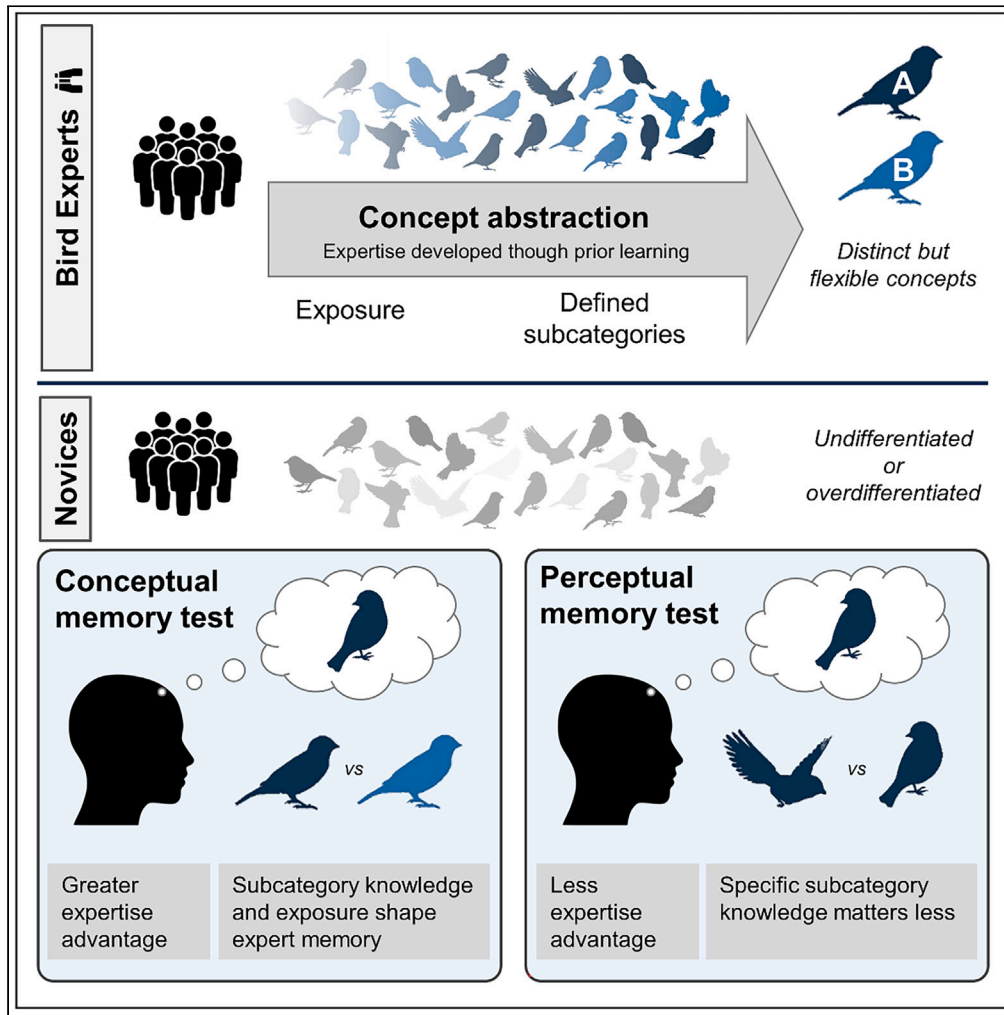 Bird Experts
A
B
Concept abstraction
Expertise developed though prior learning
Exposure
Defined
subcategories
Distinct but
flexible concepts
Novices
Undifferentiated
or
overdifferentiated
Conceptual
memory test
vs
Greater
expertise
advantage
Subcategory knowledge
and exposure shape
expert memory
Perceptual
memory test
vs
Less
expertise
advantage
Specific subcategory
knowledge matters less